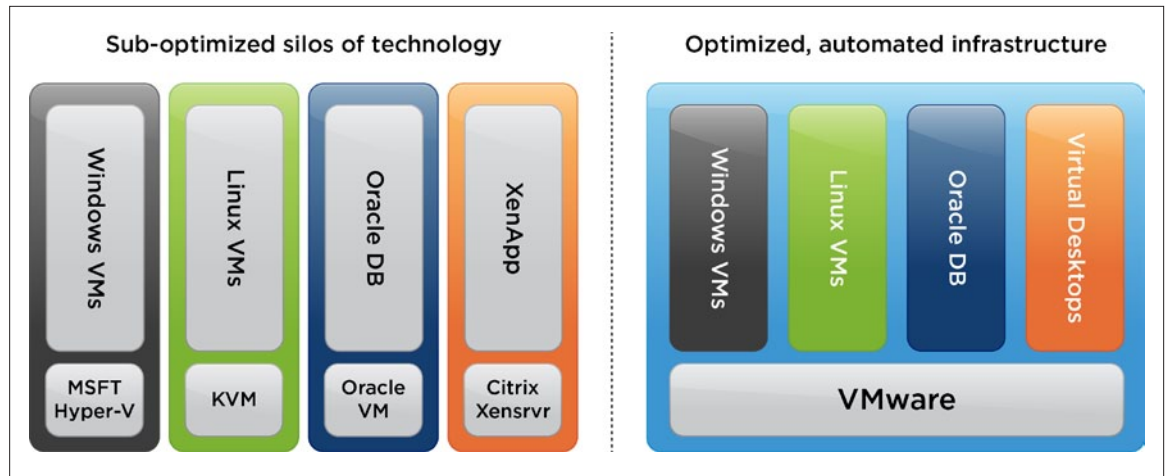 Sub-optimized silos of technology
Windows VMs
Linux VMs
Oracle DB
XenApp
MSFT
Hyper-V
KVM
Oracle
VM
Citrix
Xensrvr
Optimized, automated infrastructure
Windows VMs
Linux VMs
Oracle DB
Virtual Desktops
VMware